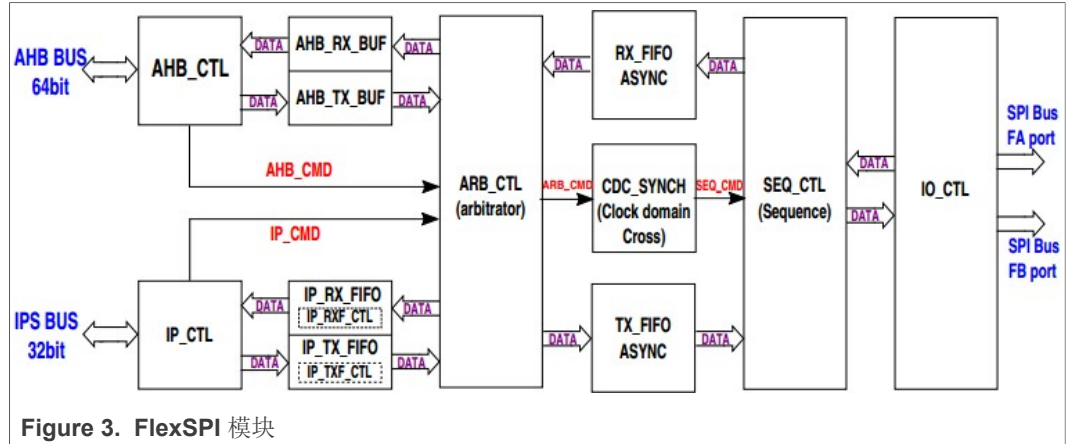 AHB BUS
64bit
AHB_CTL
DATA
DATA
AHB_RX_BUF
AHB_TX_BUF
DATA
DATA
AHB_CMD
IP_CMD
IPS BUS
32bit
IP_CTL
DATA
DATA
IP_RX_FIFO
IP_RXF_CTL
IP_TX_FIFO
IP_TXF_CTL
DATA
DATA
ARB_CTL
(arbitrator)
DATA
RX_FIFO
ASYNC
DATA
ARB_CMD
CDC_SYNCH
(Clock domain
Cross)
SEQ_CMD
DATA
TX_FIFO
ASYNC
DATA
SEQ_CTL
(Sequence)
DATA
DATA
IO_CTL
SPI Bus
FA port
SPI Bus
FB port
Figure 3. FlexSPI 模块